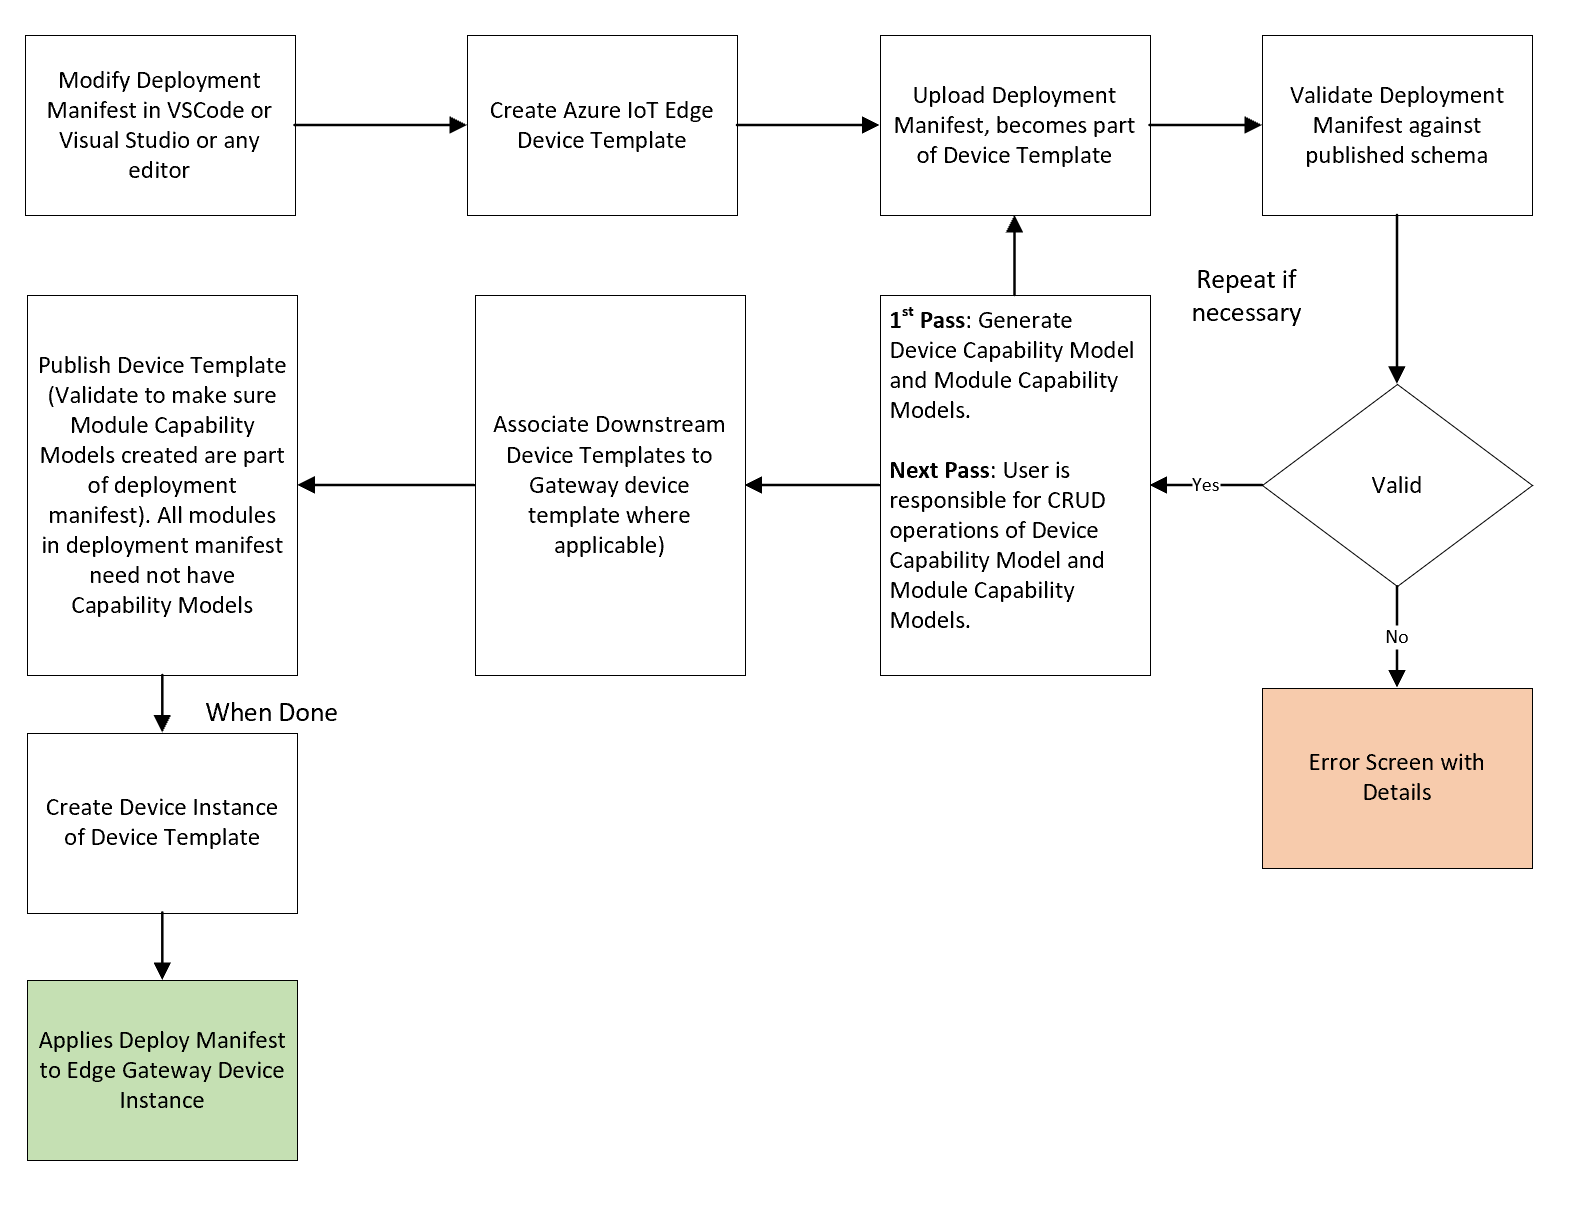 Modify Deployment
Manifest in VSCode or
Visual Studio or any
editor
Create Azure IoT Edge
Device Template
Upload Deployment
Manifest, becomes part
of Device Template
Validate Deployment
Manifest against
published schema
Repeat if
necessary
Valid
Yes
No
Error Screen with
Details
1st Pass: Generate
Device Capability Model
and Module Capability
Models.
Next Pass: User is
responsible for CRUD
operations of Device
Capability Model and
Module Capability
Models.
Associate Downstream
Device Templates to
Gateway device
template where
applicable)
Publish Device Template
(Validate to make sure
Module Capability
Models created are part
of deployment
manifest). All modules
in deployment manifest
need not have
Capability Models
When Done
Create Device Instance
of Device Template
Applies Deploy Manifest
to Edge Gateway Device
Instance